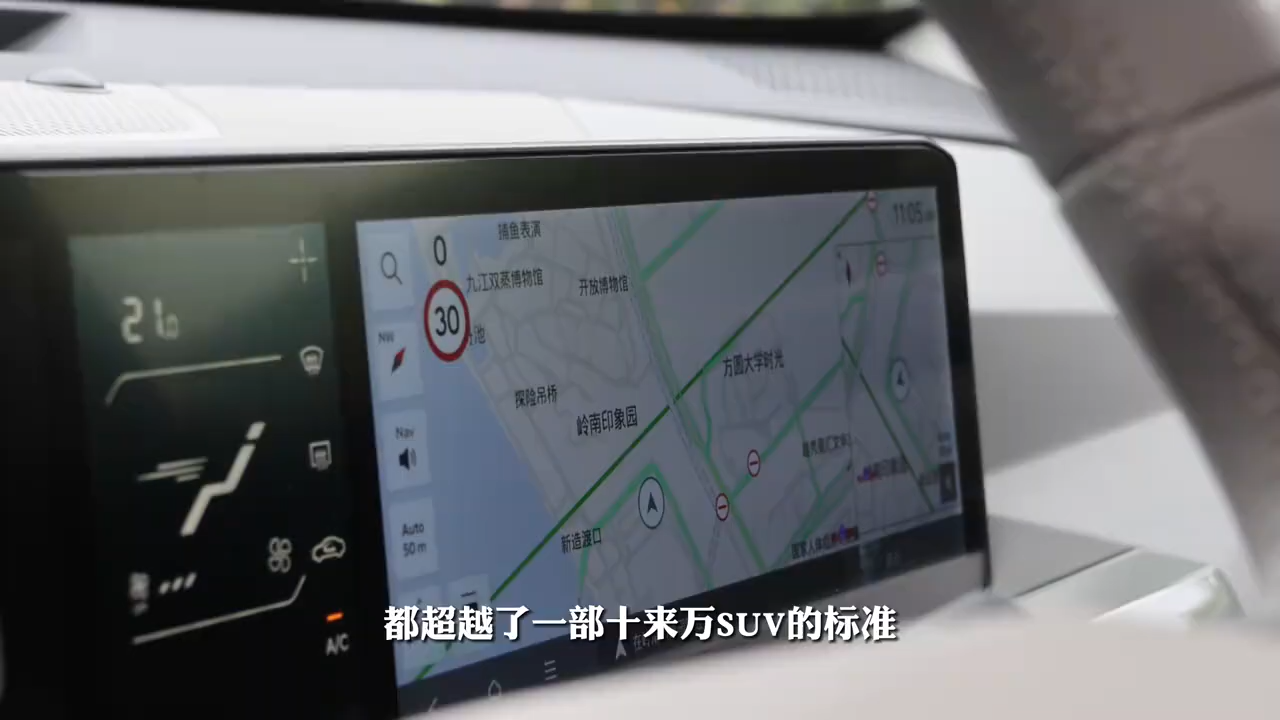 捕鱼表演
11:05
0
九江双蒸博物馆
开放博物馆
30
21.0
池
NW
方圆大学时光
探险吊桥
岭南印象园
Nav
Auto
50 m
新造渡口
A/C
都超越了一部十来万SUV的标准